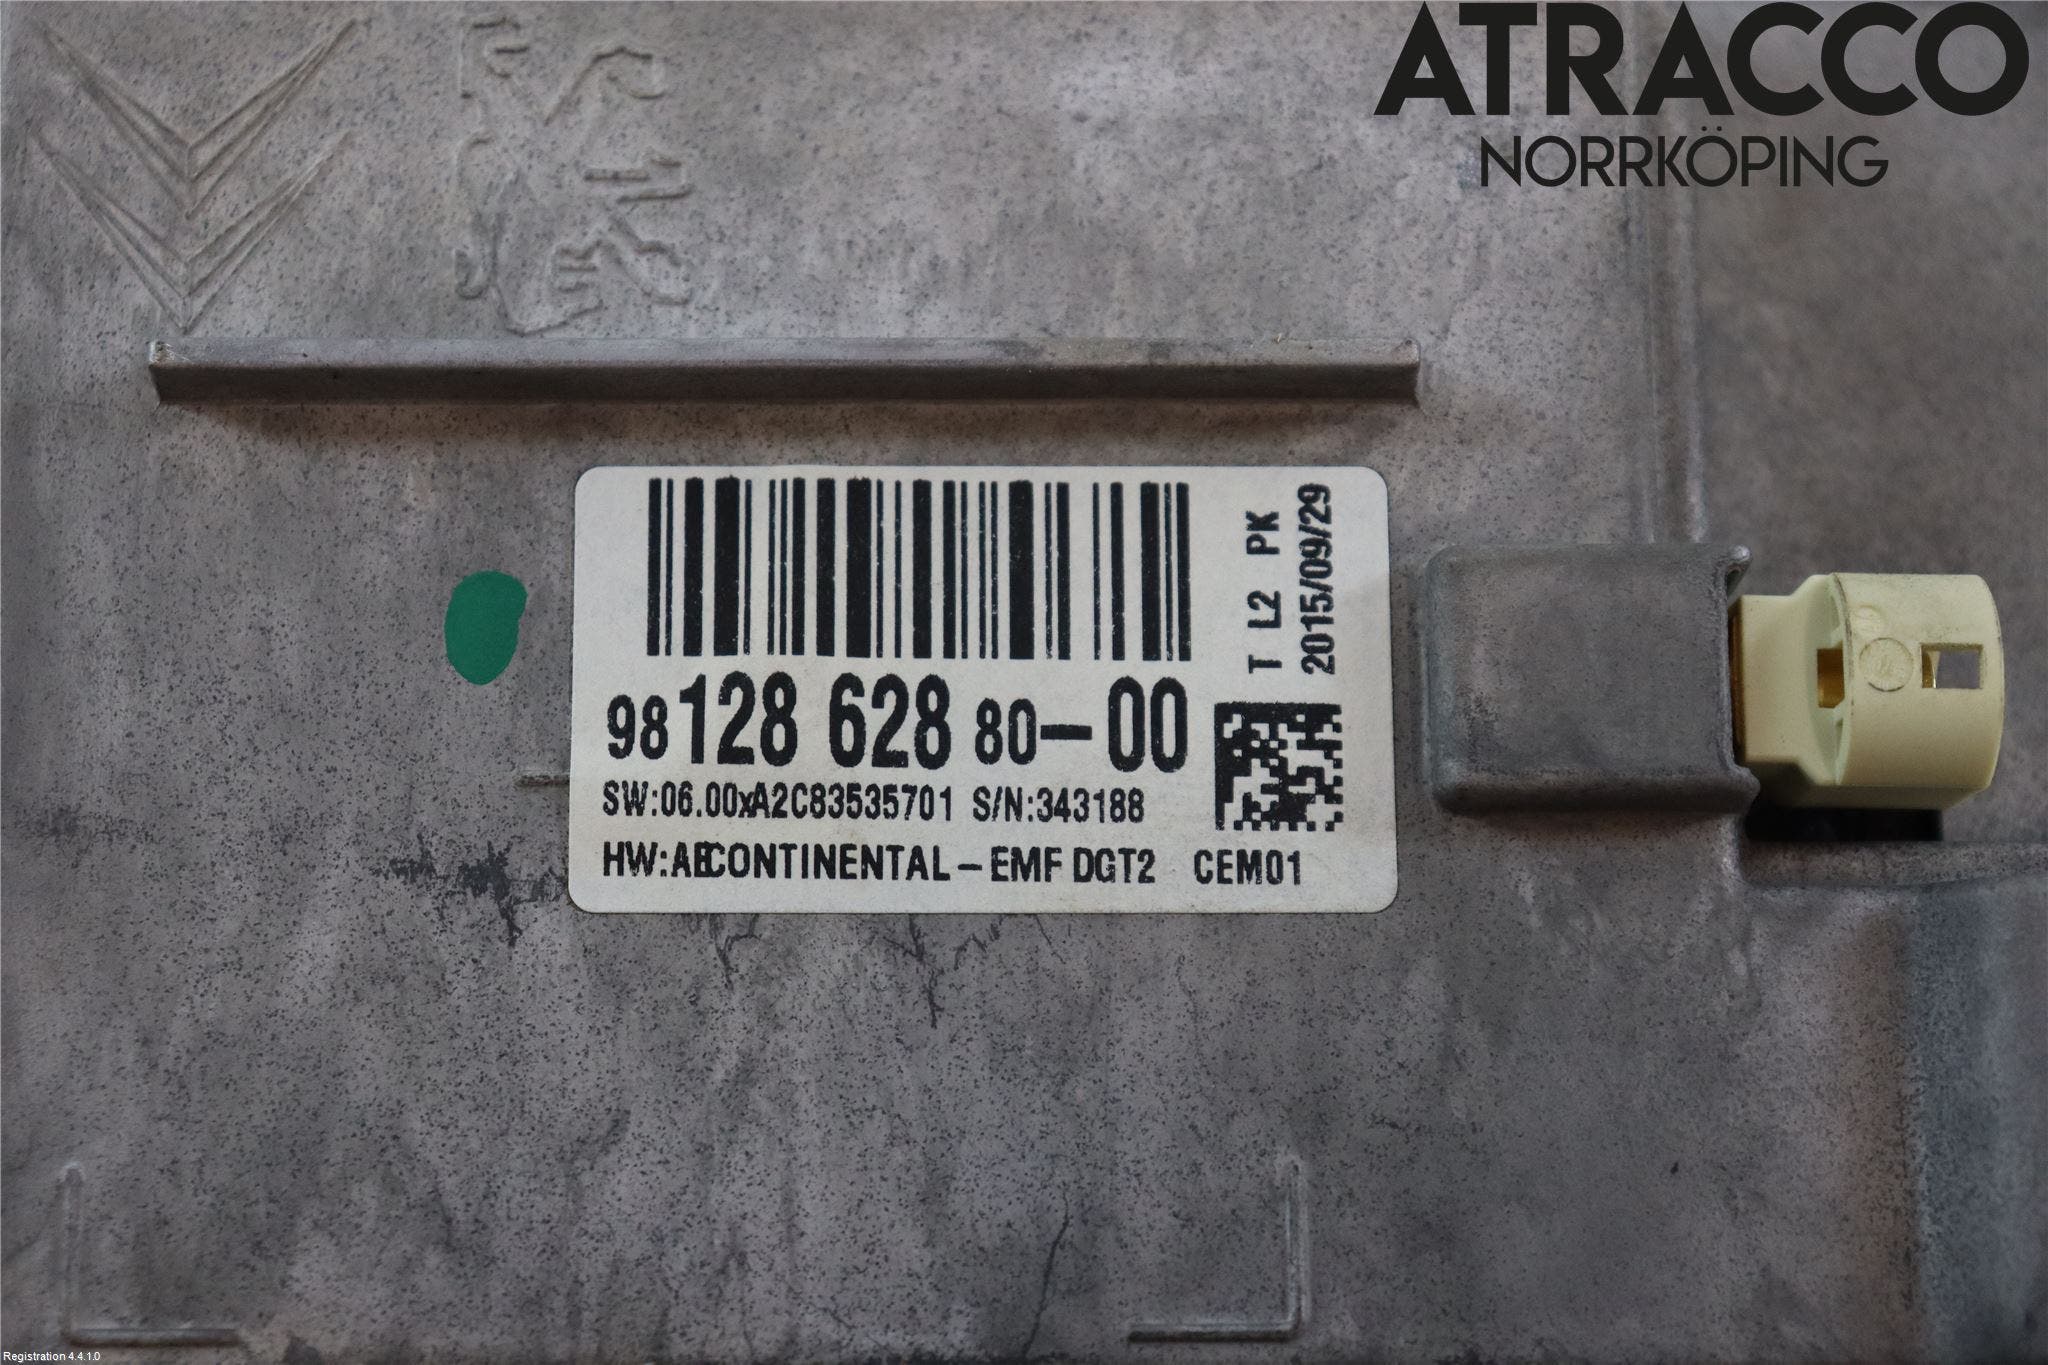 ATRACCO
NORRKÖPING
T L2 PK
2015/09/29
98 128 628 80-00
SW:06.00xA2C83535701 S/N:343188
HW:AECONTINENTAL-EMF DGT2 CEM01
Registration 4.4.1.0